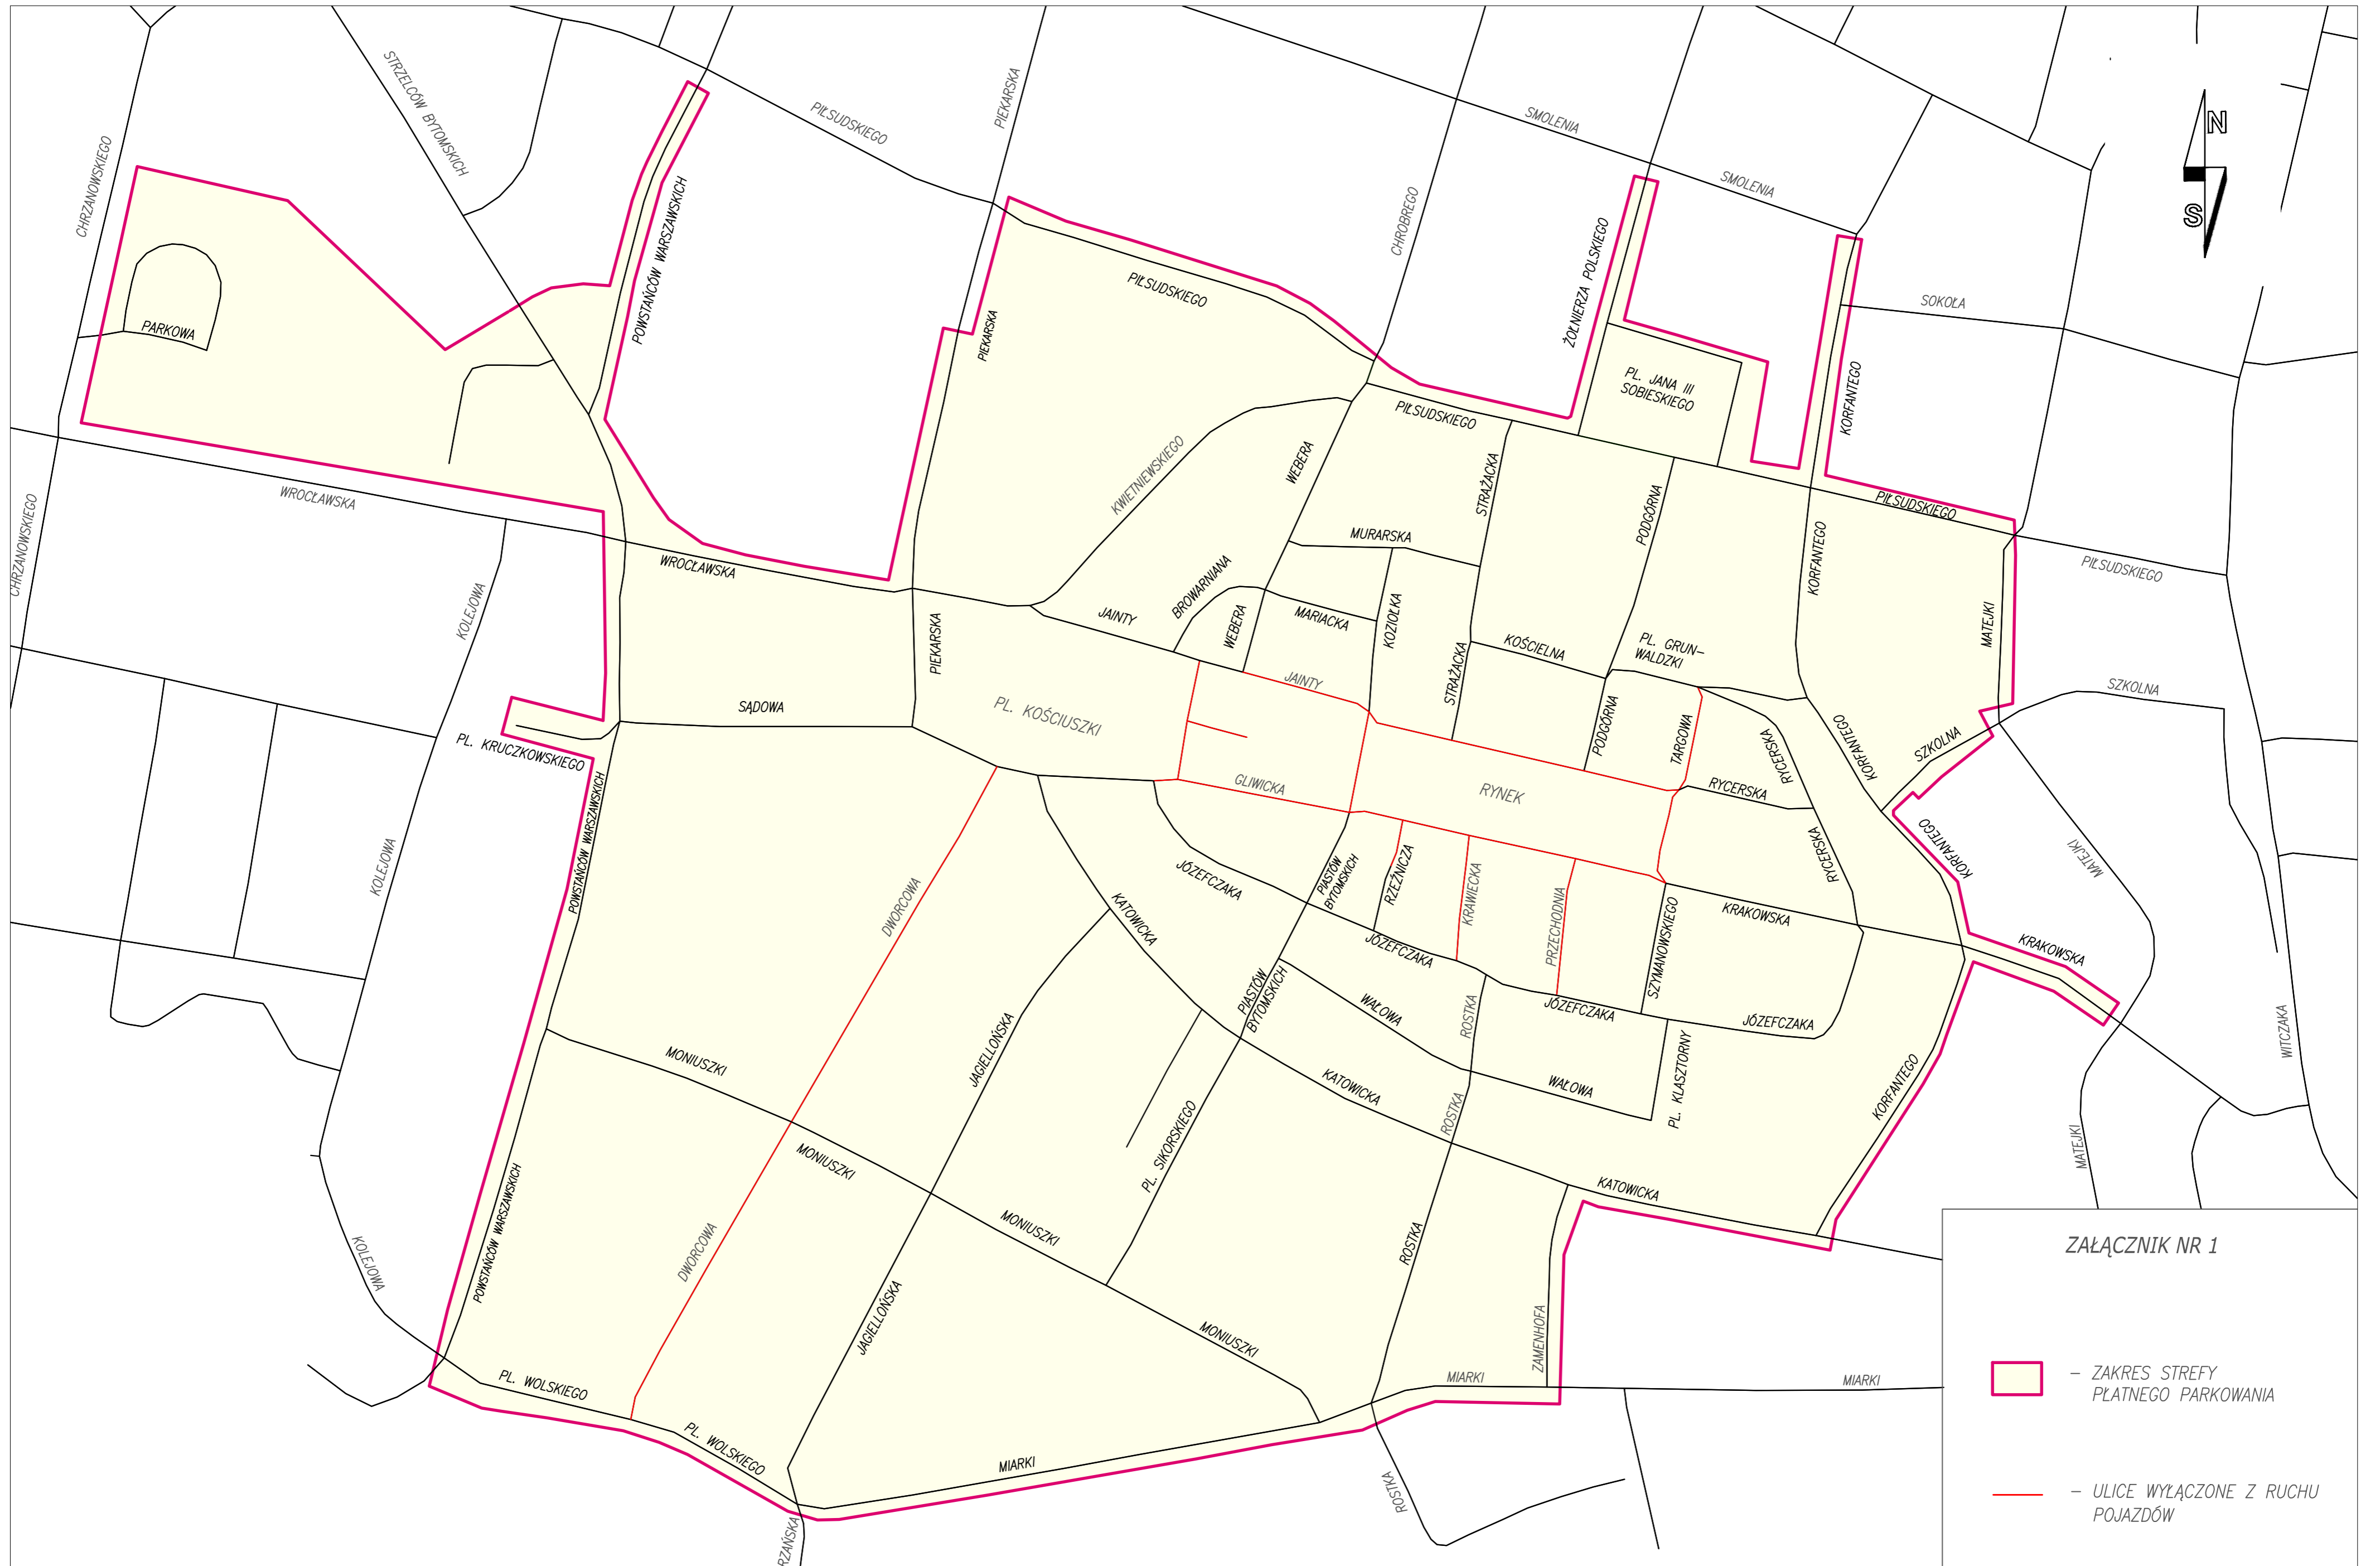 STRZELCÓW BYTOMSKICH
PIŁSUDSKIEGO
PIEKARSKA
SMOLENIA
SMOLENIA
N
S
CHRZANOWSKIEGO
POWSTAŃCÓW WARSZAWSKICH
CHROBREGO
ŻOŁNIERZA POLSKIEGO
PIŁSUDSKIEGO
SOKOŁA
PARKOWA
PIEKARSKA
PL. JANA III
SOBIESKIEGO
KORFANTEGO
PIŁSUDSKIEGO
KWIETNIEWSKIEGO
WEBERA
STRAŻACKA
PODGÓRNA
WROCŁAWSKA
CHRZANOWSKIEGO
PIŁSUDSKIEGO
KORFANTEGO
PIŁSUDSKIEGO
MURARSKA
WROCŁAWSKA
BROWARNIANA
KOLEJOWA
JAINTY
WEBERA
MARIACKA
KOZIOŁKA
KOŚCIELNA
PL. GRUN-
WALDZKI
MATEJKI
PIEKARSKA
STRAŻACKA
JAINTY
SZKOLNA
SĄDOWA
PL. KOŚCIUSZKI
PODGÓRNA
TARGOWA
RYCERSKA
KORFANTEGO
SZKOLNA
PL. KRUCZKOWSKIEGO
GLIWICKA
RYNEK
RYCERSKA
POWSTAŃCÓW WARSZAWSKICH
KOLEJOWA
RYCERSKA
KORFANTEGO
MATEJKI
JÓZEFCZAKA
PIASTÓW
BYTOMSKICH
RZEŹNICZA
KRAWIECKA
PRZECHODNIA
SZYMANOWSKIEGO
KRAKOWSKA
DWORCOWA
KATOWICKA
JÓZEFCZAKA
KRAKOWSKA
PIASTÓW
BYTOMSKICH
WAŁOWA
ROSTKA
JÓZEFCZAKA
JÓZEFCZAKA
WITCZAKA
MONIUSZKI
JAGIELLOŃSKA
KATOWICKA
WAŁOWA
PL. KLASZTORNY
KORFANTEGO
ROSTKA
MONIUSZKI
PL. SIKORSKIEGO
MATEJKI
KATOWICKA
POWSTAŃCÓW WARSZAWSKICH
MONIUSZKI
DWORCOWA
ROSTKA
KOLEJOWA
JAGIELLOŃSKA
MONIUSZKI
ZAMENHOFA
PL. WOLSKIEGO
MIARKI
MIARKI
PL. WOLSKIEGO
MIARKI
ROSTKA
RZAŃSKA
ZAŁĄCZNIK NR 1
– ZAKRES STREFY
PŁATNEGO PARKOWANIA
– ULICE WYŁĄCZONE Z RUCHU
POJAZDÓW